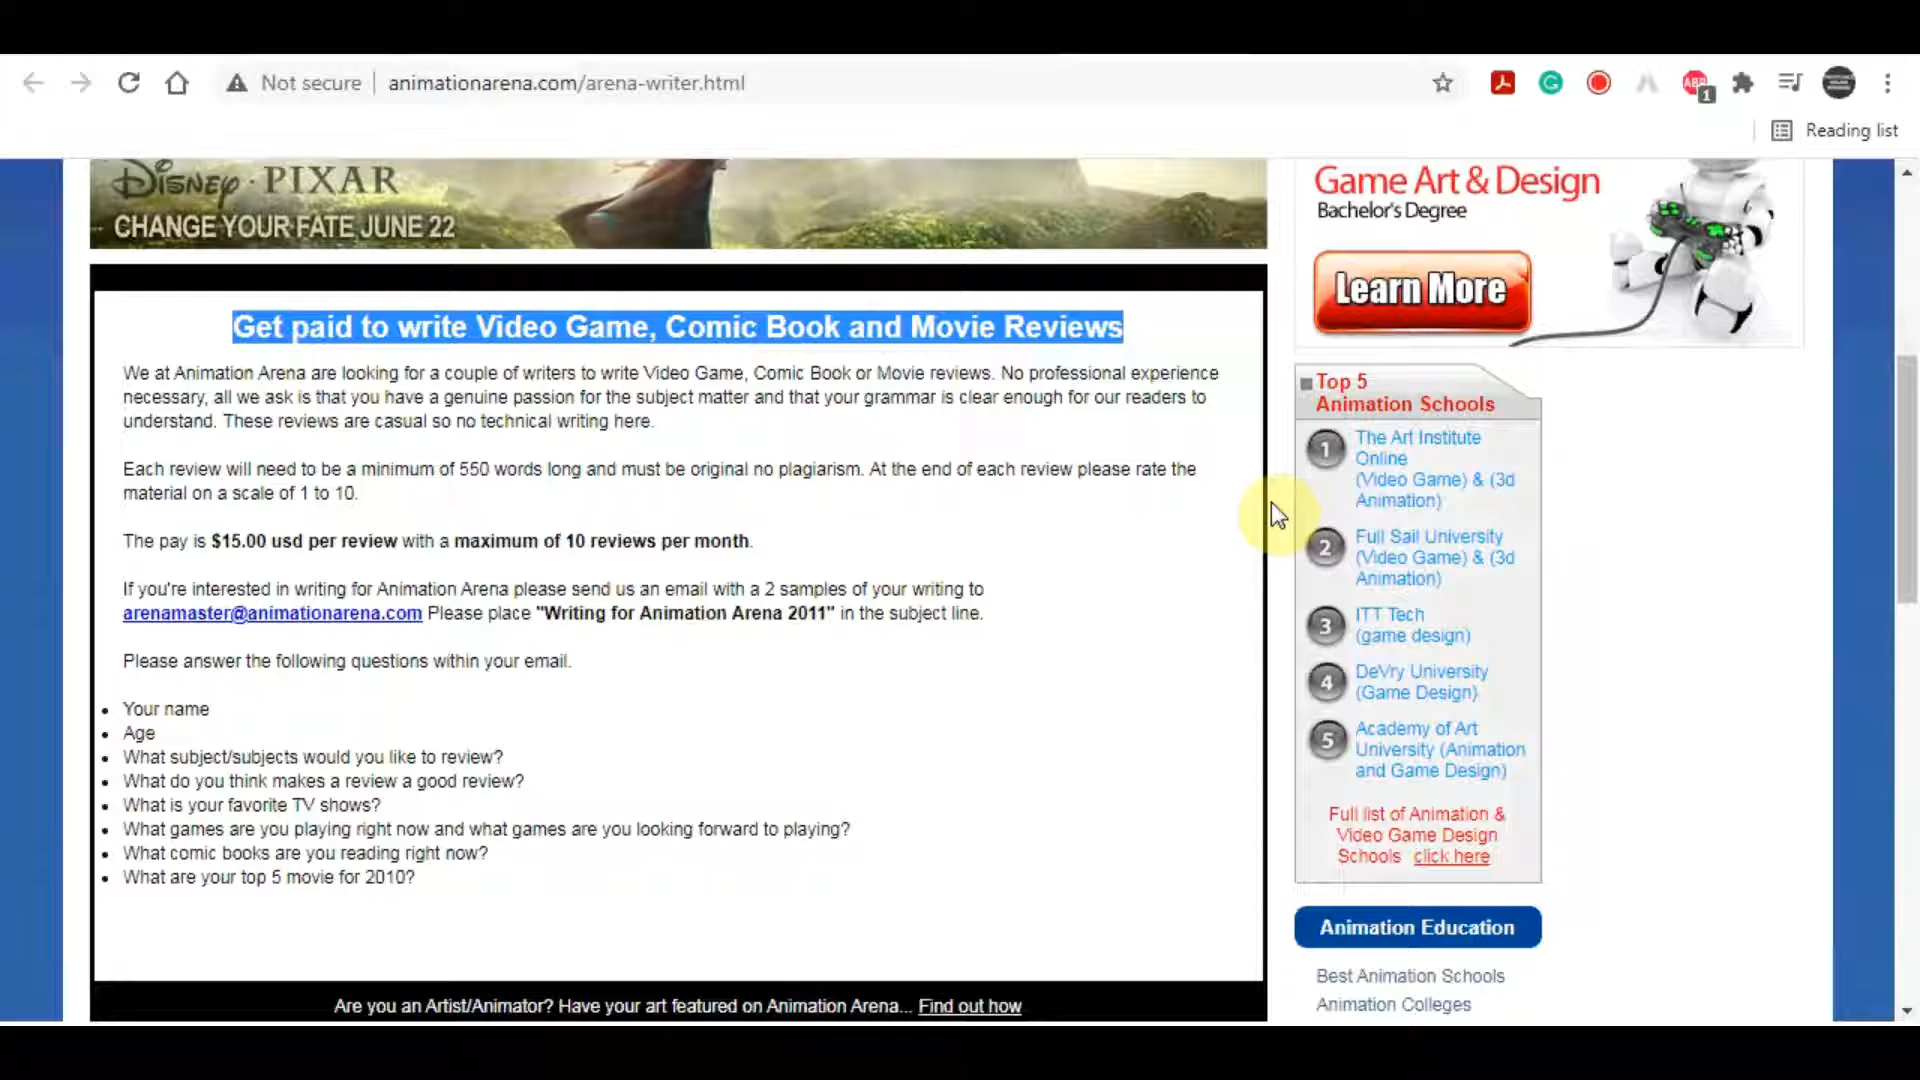 Not secure
animationarena.com/arena-writer.html
ABP
1
Reading list
DISNEY · PIXAR
CHANGE YOUR FATE JUNE 22
Get paid to write Video Game, Comic Book and Movie Reviews
We at Animation Arena are looking for a couple of writers to write Video Game, Comic Book or Movie reviews. No professional experience
necessary, all we ask is that you have a genuine passion for the subject matter and that your grammar is clear enough for our readers to
understand. These reviews are casual so no technical writing here.
Each review will need to be a minimum of 550 words long and must be original no plagiarism. At the end of each review please rate the
material on a scale of 1 to 10.
The pay is $15.00 usd per review with a maximum of 10 reviews per month.
If you're interested in writing for Animation Arena please send us an email with a 2 samples of your writing to
arenamaster@animationarena.com Please place "Writing for Animation Arena 2011" in the subject line.
Please answer the following questions within your email.
• Your name
• Age
• What subject/subjects would you like to review?
• What do you think makes a review a good review?
• What is your favorite TV shows?
• What games are you playing right now and what games are you looking forward to playing?
• What comic books are you reading right now?
• What are your top 5 movie for 2010?
Are you an Artist/Animator? Have your art featured on Animation Arena... Find out how
Game Art & Design
Bachelor's Degree
Learn More
Top 5
Animation Schools
1 The Art Institute
Online
(Video Game) & (3d
Animation)
2 Full Sail University
(Video Game) & (3d
Animation)
3 ITT Tech
(game design)
4 DeVry University
(Game Design)
5 Academy of Art
University (Animation
and Game Design)
Full list of Animation &
Video Game Design
Schools click here
Animation Education
Best Animation Schools
Animation Colleges